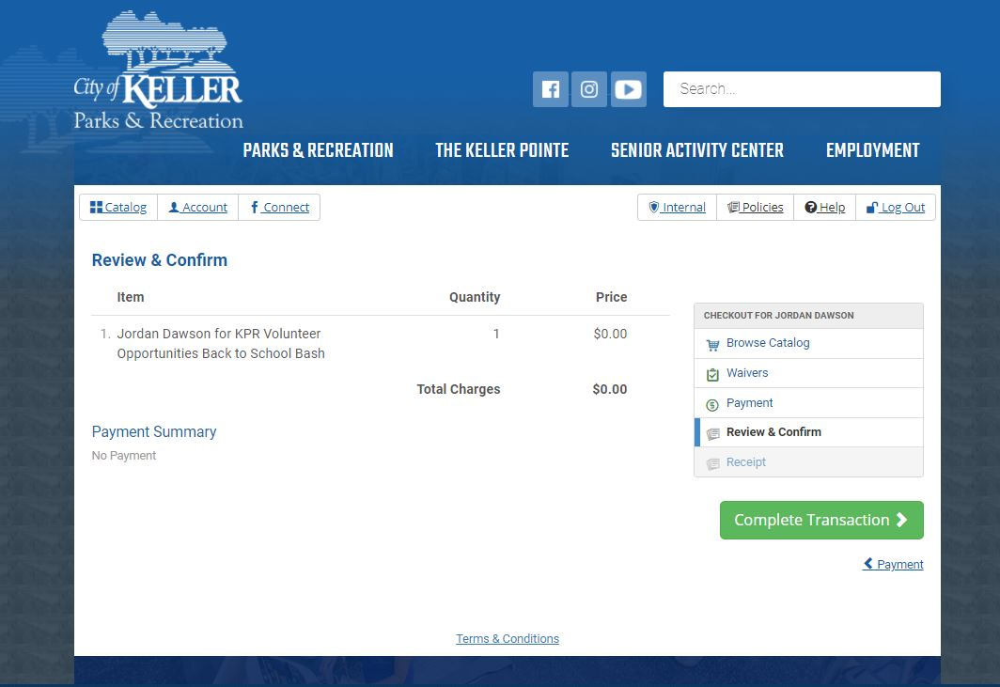 City of KELLER
Parks & Recreation
Search...
PARKS & RECREATION THE KELLER POINTE SENIOR ACTIVITY CENTER EMPLOYMENT
Catalog Account Connect Internal Policies Help Log Out
Review & Confirm
Item Quantity Price
1. Jordan Dawson for KPR Volunteer 1 $0.00
Opportunities Back to School Bash
Total Charges $0.00
Payment Summary
No Payment
CHECKOUT FOR JORDAN DAWSON
Browse Catalog
Waivers
Payment
Review & Confirm
Receipt
Complete Transaction
Payment
Terms & Conditions